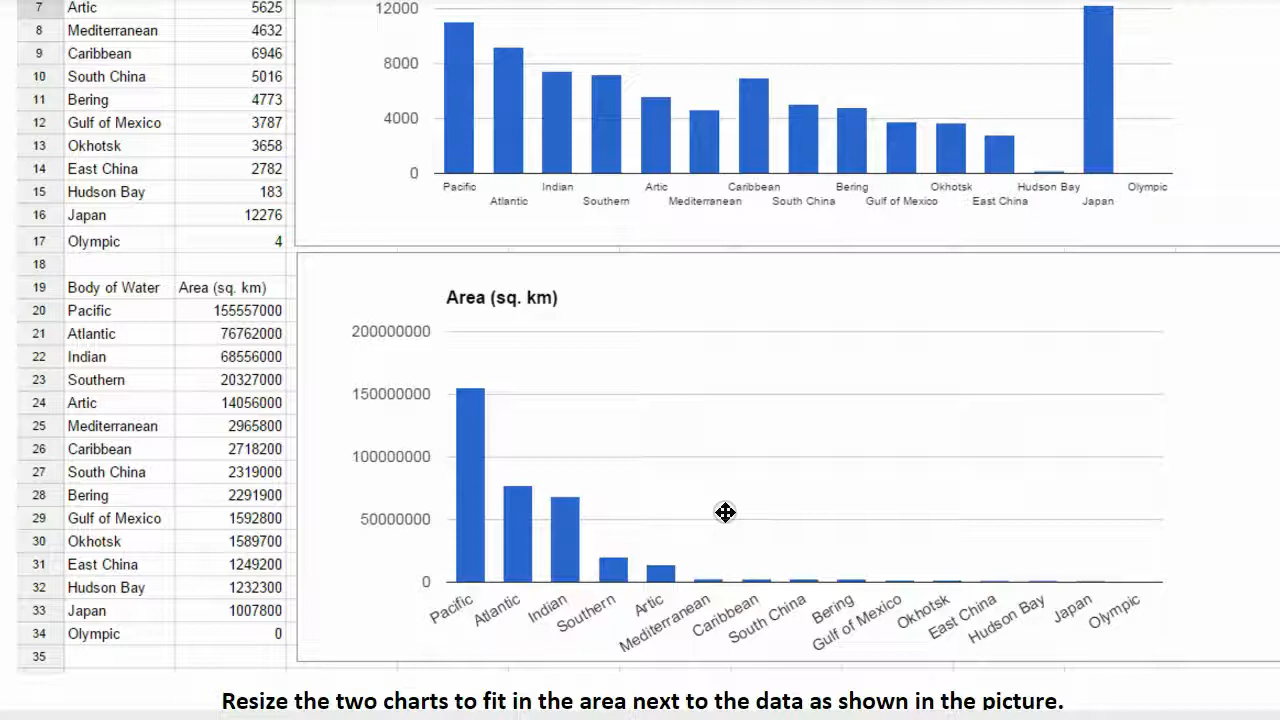 7 Artic 5625
8 Mediterranean 4632
9 Caribbean 6946
10 South China 5016
11 Bering 4773
12 Gulf of Mexico 3787
13 Okhotsk 3658
14 East China 2782
15 Hudson Bay 183
16 Japan 12276
17 Olympic 4
18
19 Body of Water Area (sq. km)
20 Pacific 155557000
21 Atlantic 76762000
22 Indian 68556000
23 Southern 20327000
24 Artic 14056000
25 Mediterranean 2965800
26 Caribbean 2718200
27 South China 2319000
28 Bering 2291900
29 Gulf of Mexico 1592800
30 Okhotsk 1589700
31 East China 1249200
32 Hudson Bay 1232300
33 Japan 1007800
34 Olympic 0
35
12000
8000
4000
0
Pacific Indian Artic Caribbean Bering Okhotsk Hudson Bay Olympic
Atlantic Southern Mediterranean South China Gulf of Mexico East China Japan
Area (sq. km)
200000000
150000000
100000000
50000000
0
Pacific Atlantic Indian Southern Artic Mediterranean Caribbean South China Bering Gulf of Mexico Okhotsk East China Hudson Bay Japan Olympic
Resize the two charts to fit in the area next to the data as shown in the picture.